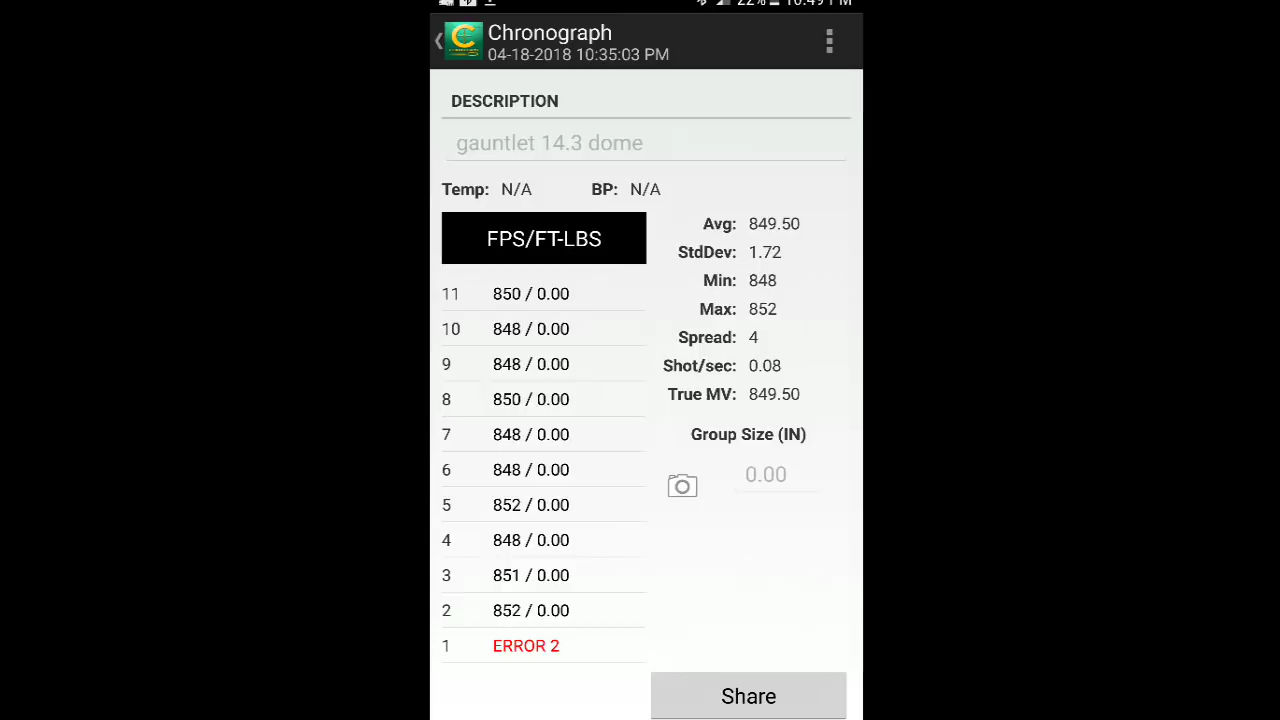 22%
Chronograph
04-18-2018 10:35:03 PM
DESCRIPTION
gauntlet 14.3 dome
Temp: N/A BP: N/A
FPS/FT-LBS
Avg: 849.50
StdDev: 1.72
Min: 848
Max: 852
Spread: 4
Shot/sec: 0.08
True MV: 849.50
Group Size (IN)
0.00
11 850 / 0.00
10 848 / 0.00
9 848 / 0.00
8 850 / 0.00
7 848 / 0.00
6 848 / 0.00
5 852 / 0.00
4 848 / 0.00
3 851 / 0.00
2 852 / 0.00
1 ERROR 2
Share